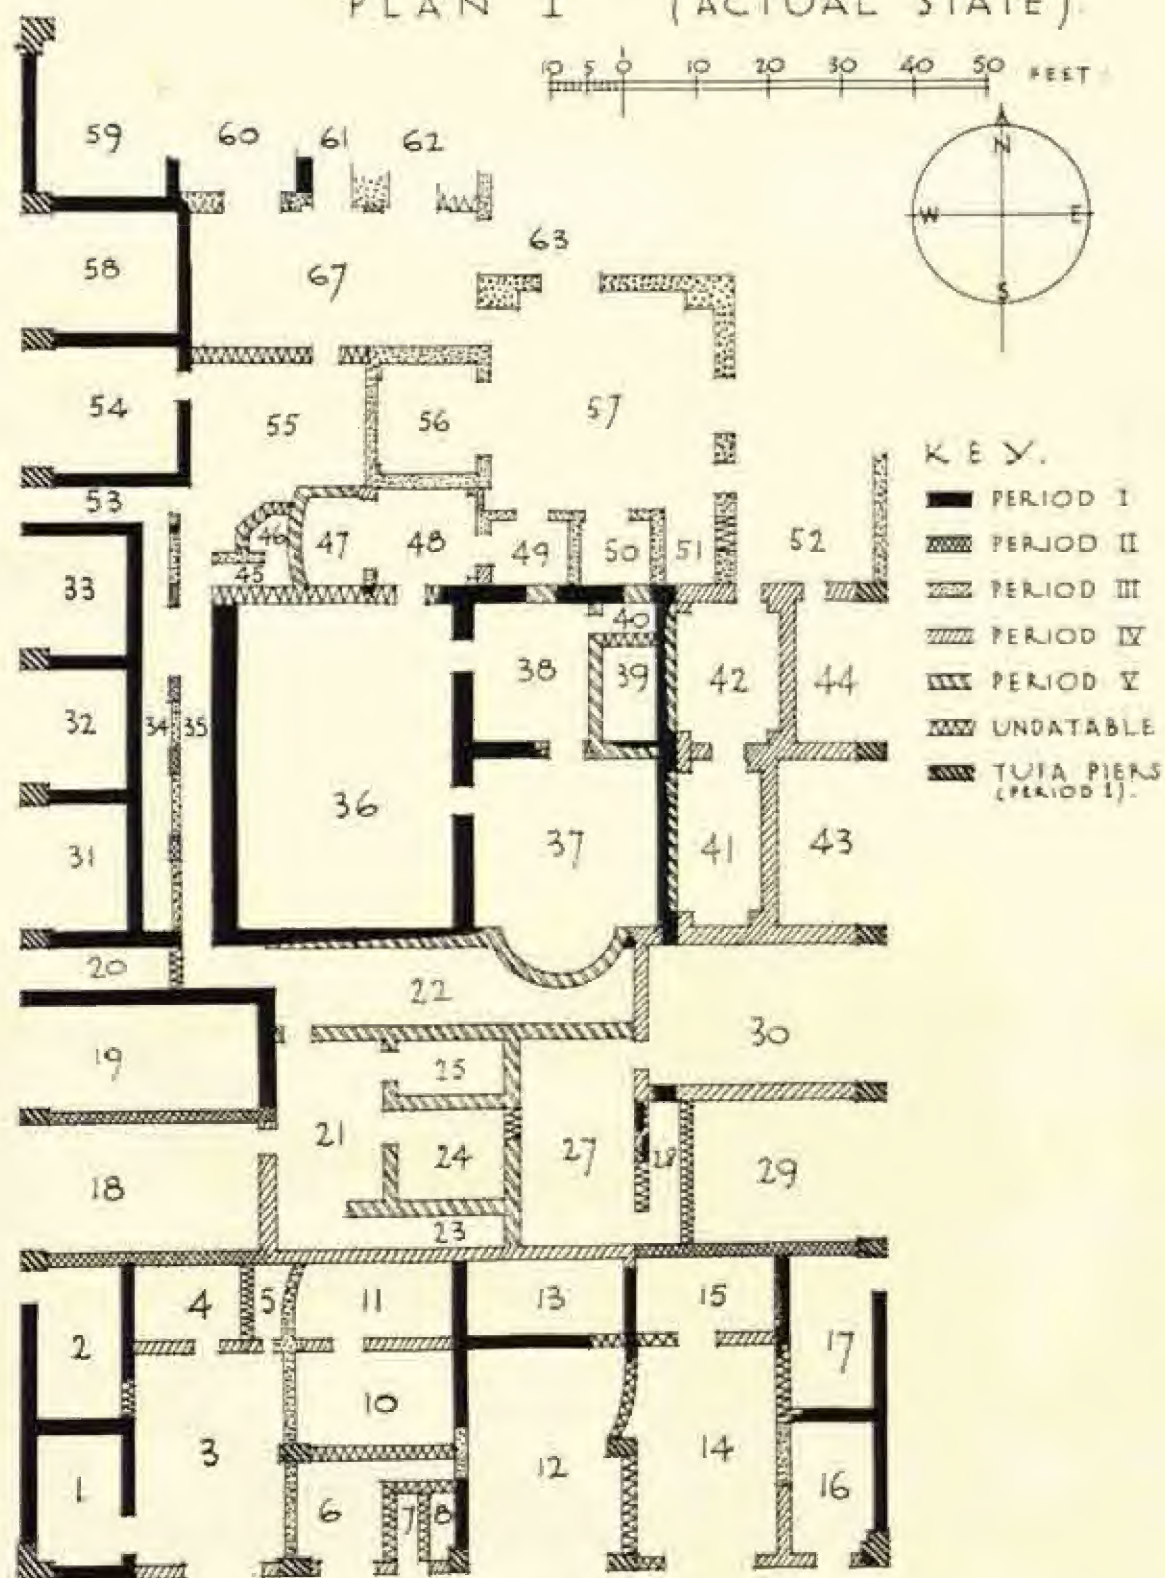 PLAN I (ACTUAL STATE).
10 5 0 10 20 30 40 50 FEET
N
W E
S
59 60 61 62
63
58 67
54 55 56 57
53
46 47 48 49 50 51 52
45
33
40
38 39 42 44
32 34 35
36
31 37 41 43
20
22
19 25 30
21 24 27 28 29
18
23
4 5 11 13 15
2 17
10
3 12 14
1 6 7 8 16
KEY.
PERIOD I
PERIOD II
PERIOD III
PERIOD IV
PERIOD V
UNDATABLE
TUFA PIERS
(PERIOD I).